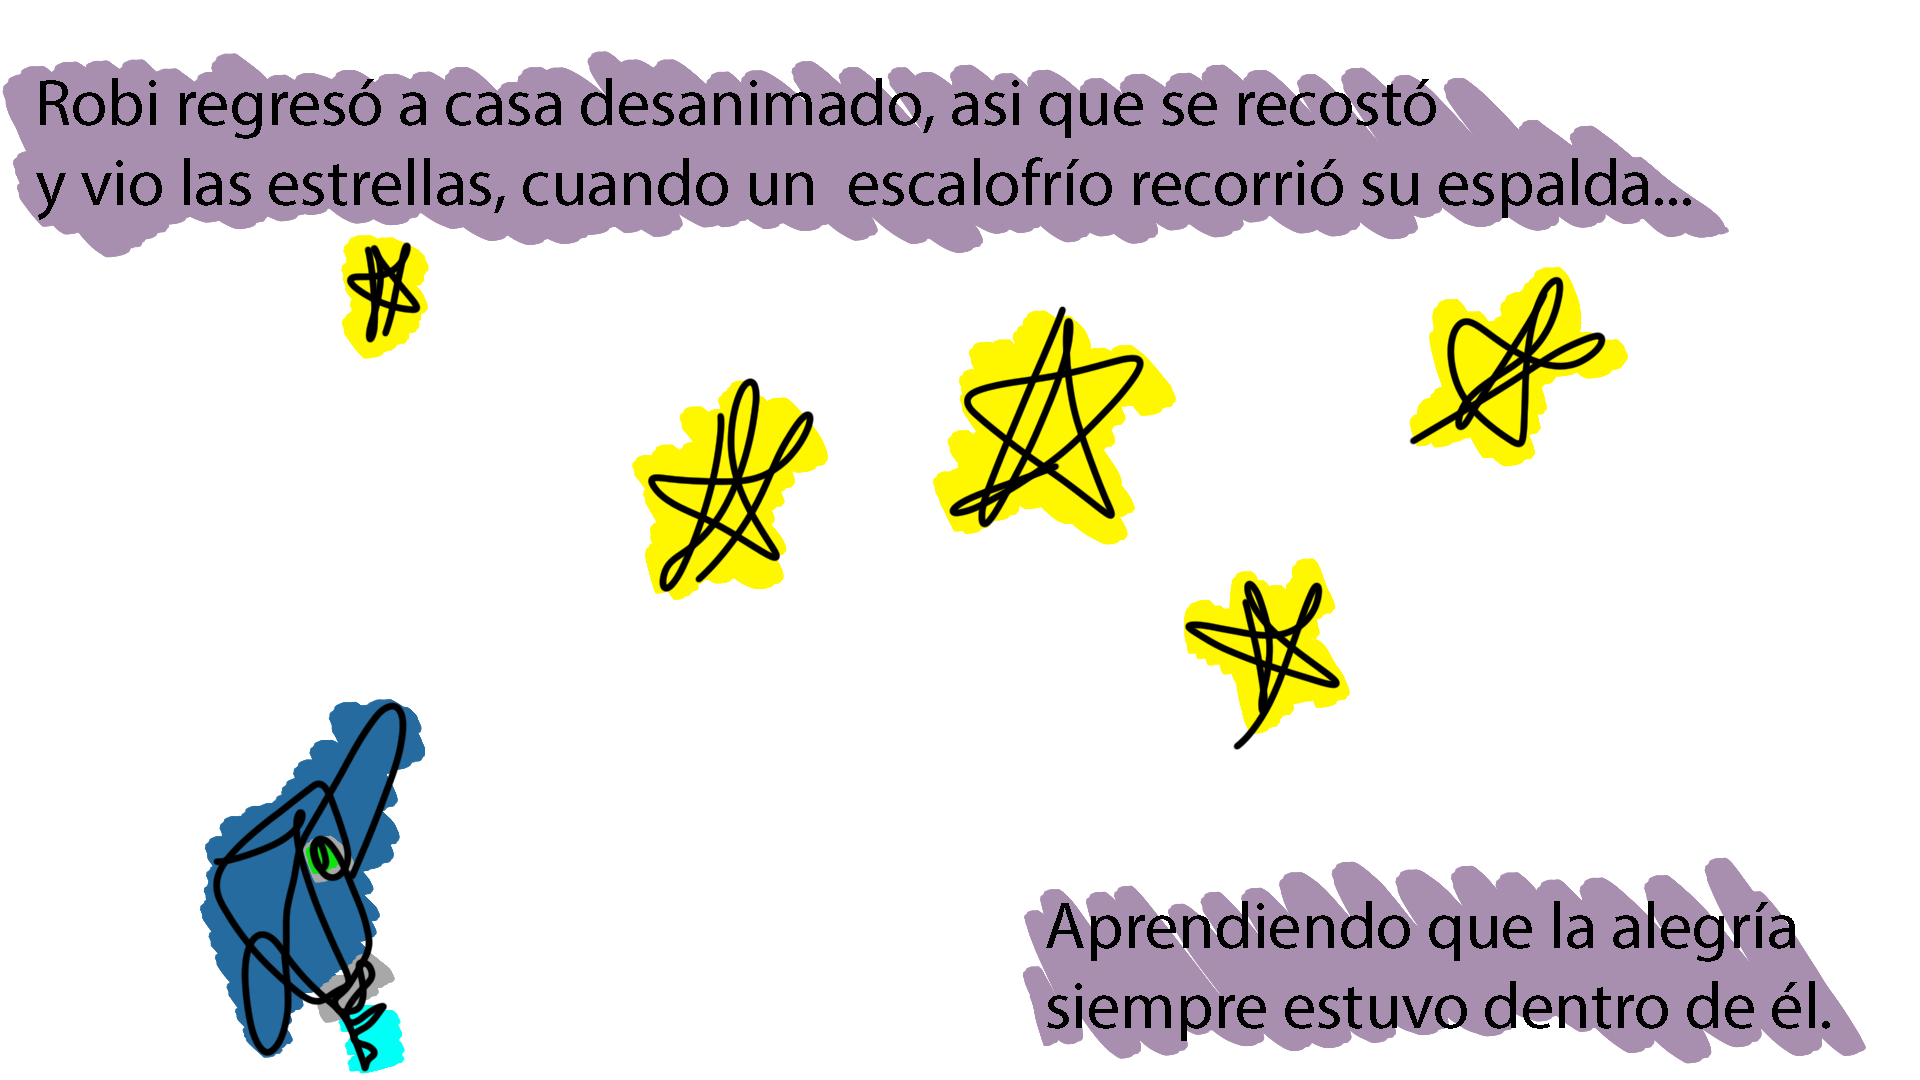 Robi regresó a casa desanimado, asi que se recostó
y vio las estrellas, cuando un  escalofrío recorrió su espalda...
Aprendiendo que la alegría
siempre estuvo dentro de él.